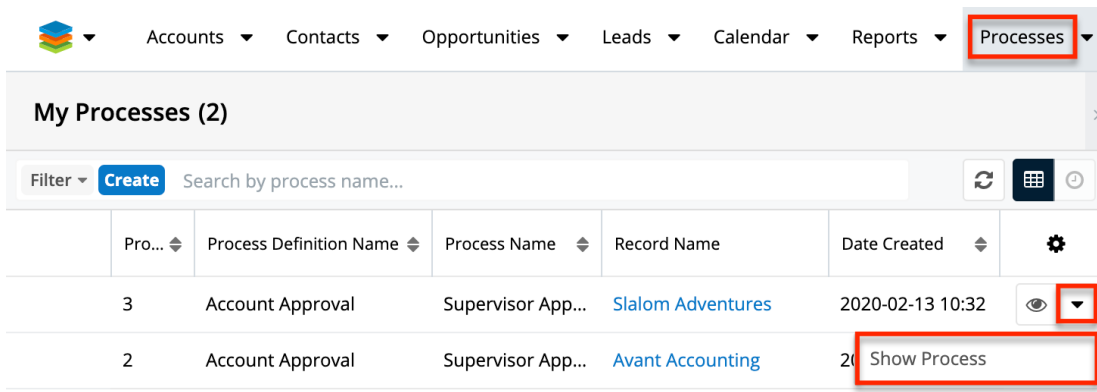 Accounts Contacts Opportunities Leads Calendar Reports Processes
My Processes (2)
Filter Create Search by process name...
Pro... Process Definition Name Process Name Record Name Date Created
3 Account Approval Supervisor App... Slalom Adventures 2020-02-13 10:32
2 Account Approval Supervisor App... Avant Accounting 20 Show Process